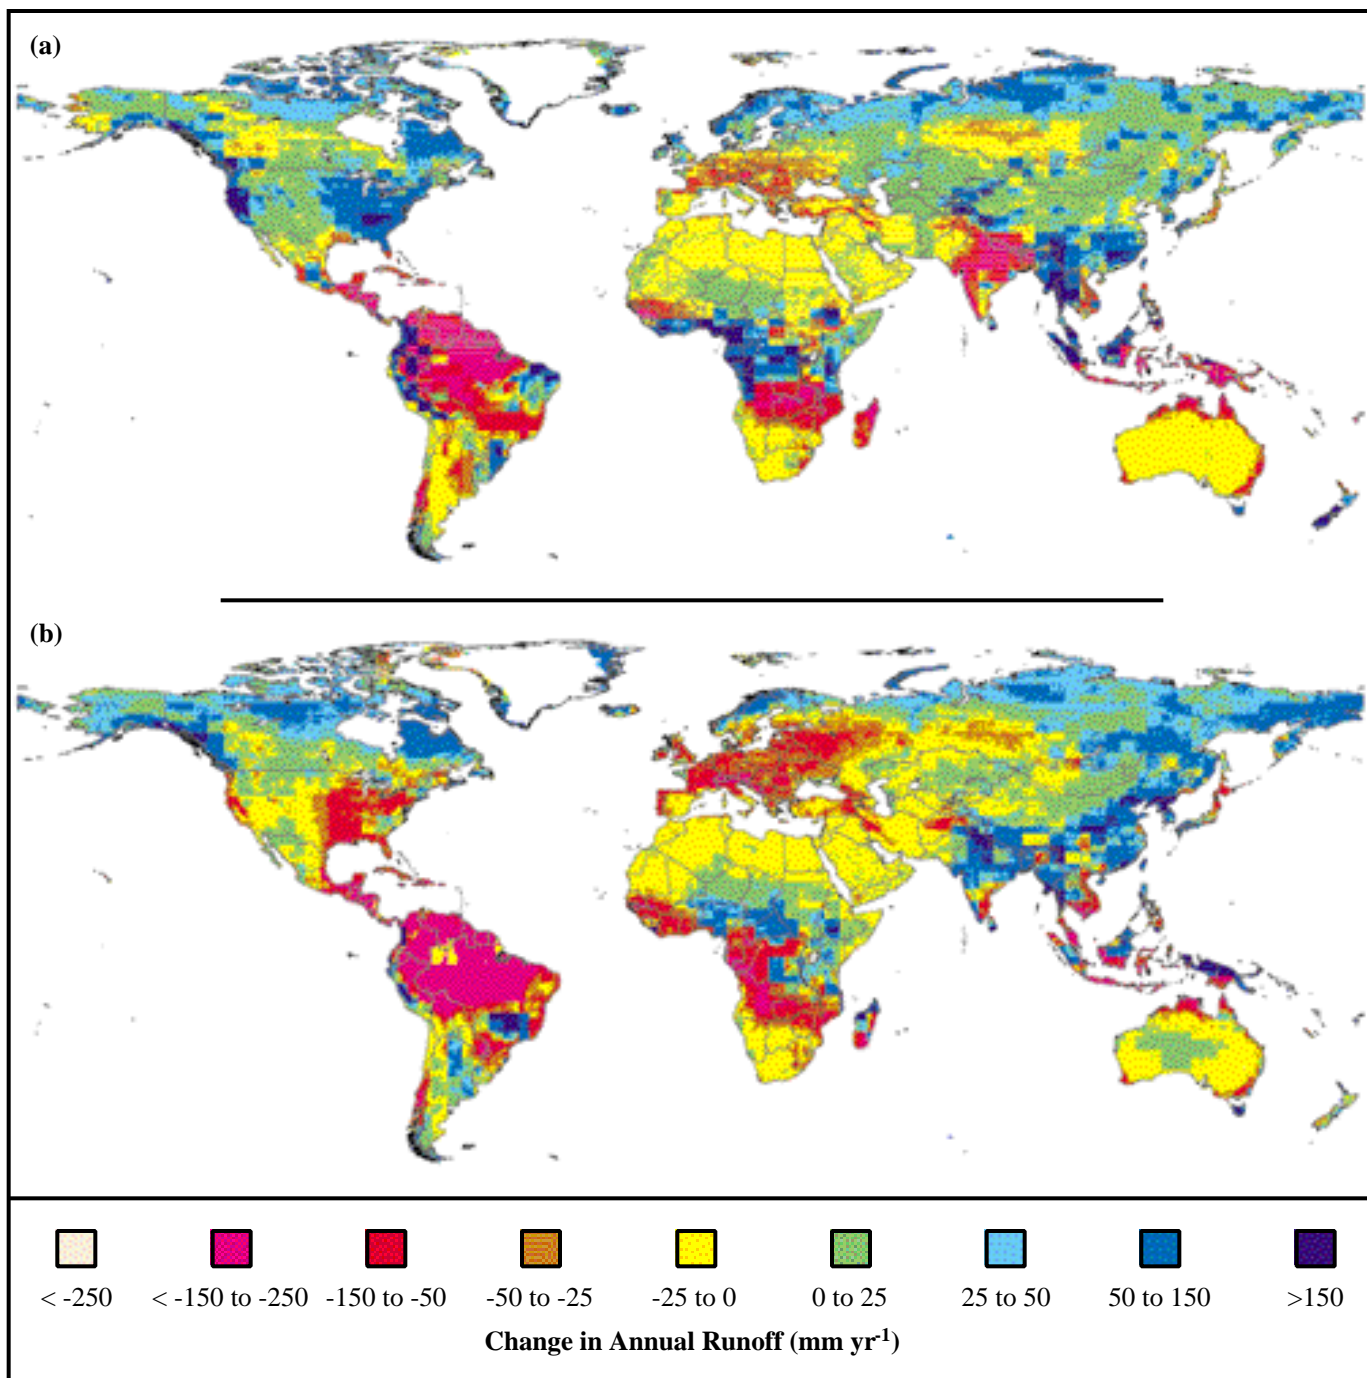 (a)
(b)
< -250 < -150 to -250 -150 to -50 -50 to -25 -25 to 0 0 to 25 25 to 50 50 to 150 >150
Change in Annual Runoff (mm yr-1)